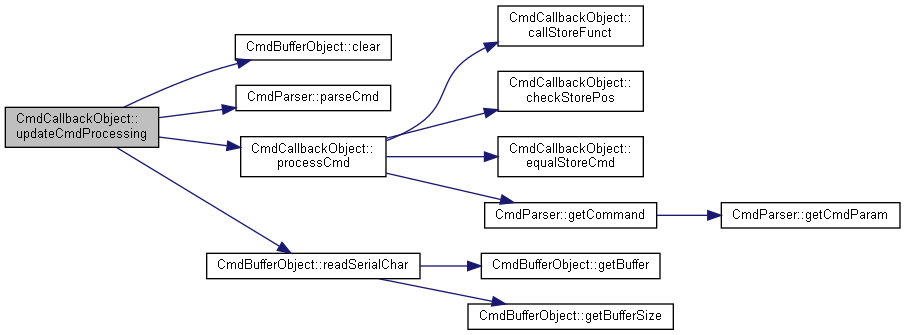 CmdCallbackObject::
updateCmdProcessing
CmdBufferObject::clear
CmdParser::parseCmd
CmdCallbackObject::
processCmd
CmdBufferObject::readSerialChar
CmdCallbackObject::
callStoreFunct
CmdCallbackObject::
checkStorePos
CmdCallbackObject::
equalStoreCmd
CmdParser::getCommand
CmdParser::getCmdParam
CmdBufferObject::getBuffer
CmdBufferObject::getBufferSize